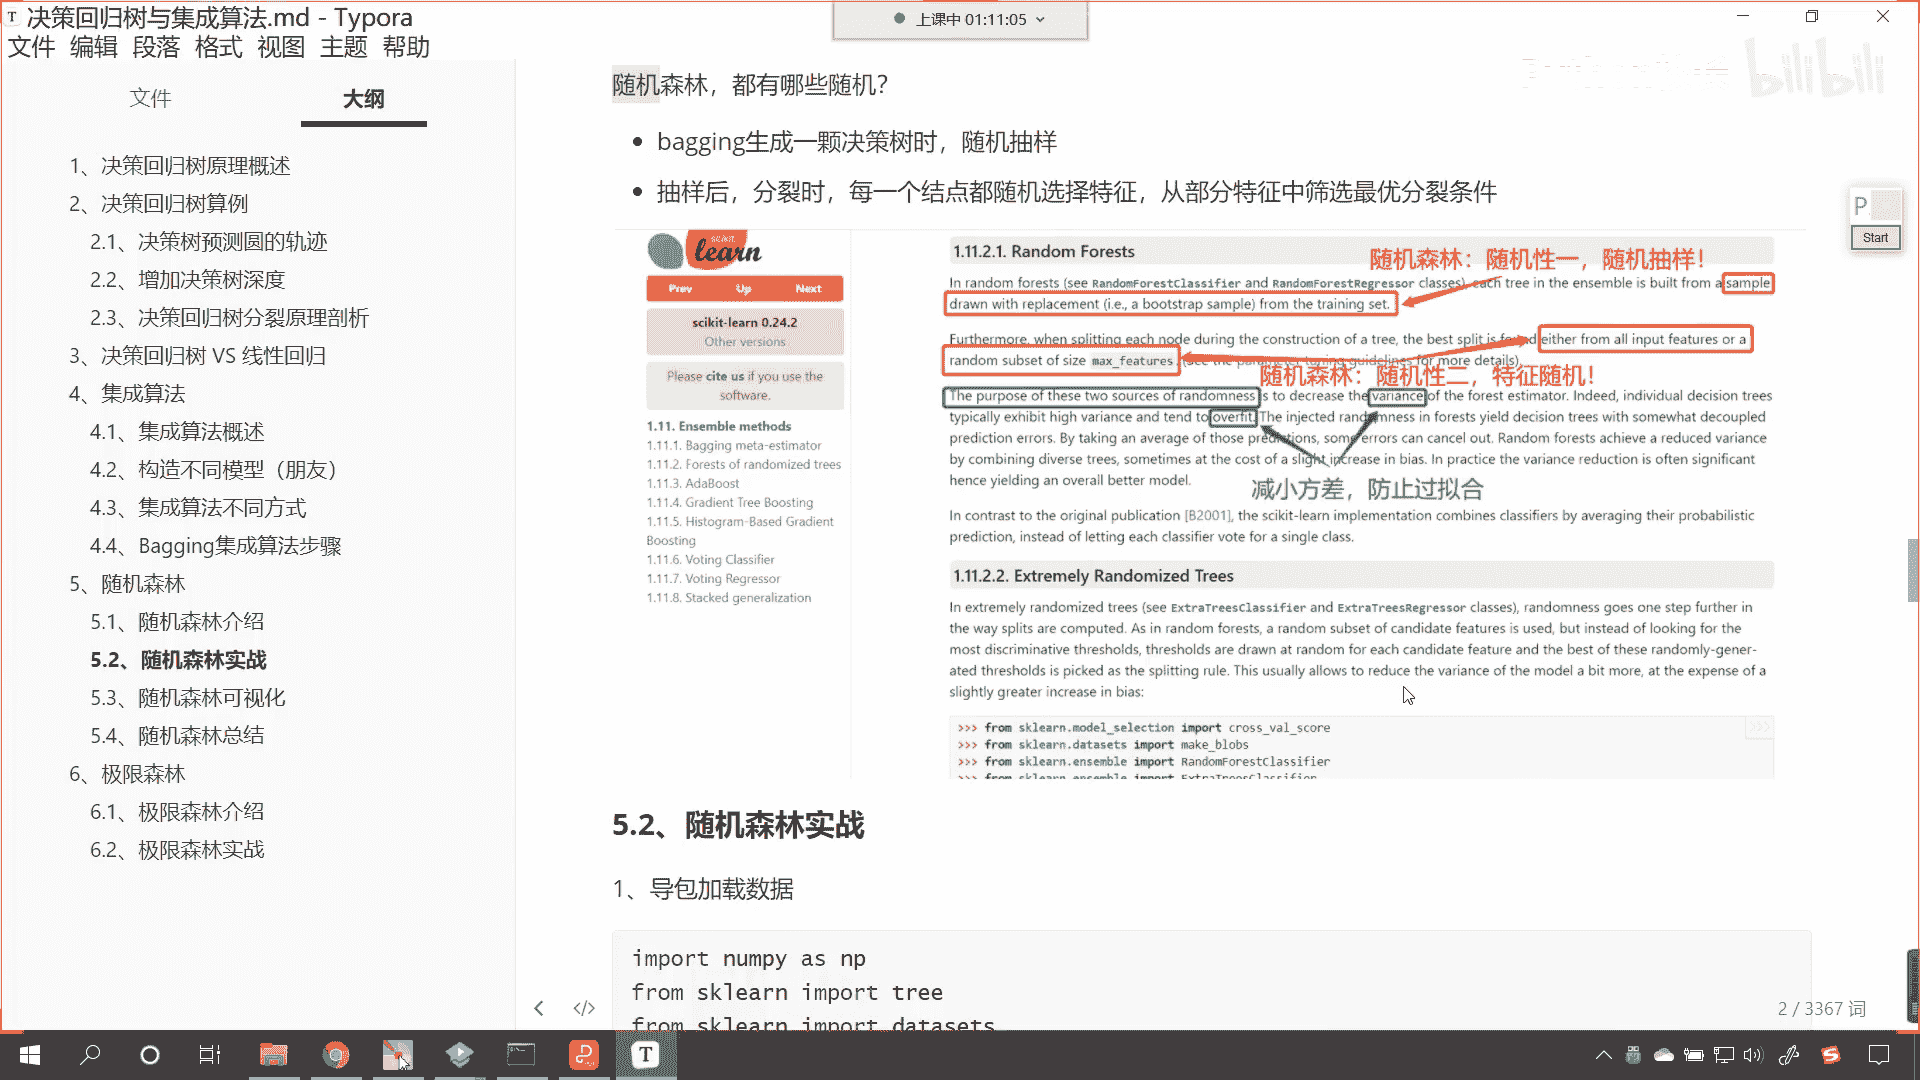 决策回归树与集成算法.md - Typora
上课中 01:11:05
文件 编辑 段落 格式 视图 主题 帮助
bilibili
文件
大纲
1、决策回归树原理概述
2、决策回归树算例
2.1、决策树预测圆的轨迹
2.2、增加决策树深度
2.3、决策回归树分裂原理剖析
3、决策回归树 VS 线性回归
4、集成算法
4.1、集成算法概述
4.2、构造不同模型（朋友）
4.3、集成算法不同方式
4.4、Bagging集成算法步骤
5、随机森林
5.1、随机森林介绍
5.2、随机森林实战
5.3、随机森林可视化
5.4、随机森林总结
6、极限森林
6.1、极限森林介绍
6.2、极限森林实战
随机森林，都有哪些随机？
bagging生成一颗决策树时，随机抽样
抽样后，分裂时，每一个结点都随机选择特征，从部分特征中筛选最优分裂条件
P
Start
scikit
learn
Prev Up Next
scikit-learn 0.24.2
Other versions
Please cite us if you use the
software.
1.11. Ensemble methods
1.11.1. Bagging meta-estimator
1.11.2. Forests of randomized trees
1.11.3. AdaBoost
1.11.4. Gradient Tree Boosting
1.11.5. Histogram-Based Gradient
Boosting
1.11.6. Voting Classifier
1.11.7. Voting Regressor
1.11.8. Stacked generalization
1.11.2.1. Random Forests
随机森林：随机性一，随机抽样！
In random forests (see RandomForestClassifier and RandomForestRegressor classes), each tree in the ensemble is built from a sample
drawn with replacement (i.e., a bootstrap sample) from the training set.
Furthermore, when splitting each node during the construction of a tree, the best split is found either from all input features or a
random subset of size max_features. (See the parameter tuning guidelines for more details).
随机森林：随机性二，特征随机！
The purpose of these two sources of randomness is to decrease the variance of the forest estimator. Indeed, individual decision trees
typically exhibit high variance and tend to overfit. The injected randomness in forests yield decision trees with somewhat decoupled
prediction errors. By taking an average of those predictions, some errors can cancel out. Random forests achieve a reduced variance
by combining diverse trees, sometimes at the cost of a slight increase in bias. In practice the variance reduction is often significant
hence yielding an overall better model.
减小方差，防止过拟合
In contrast to the original publication [B2001], the scikit-learn implementation combines classifiers by averaging their probabilistic
prediction, instead of letting each classifier vote for a single class.
1.11.2.2. Extremely Randomized Trees
In extremely randomized trees (see ExtraTreesClassifier and ExtraTreesRegressor classes), randomness goes one step further in
the way splits are computed. As in random forests, a random subset of candidate features is used, but instead of looking for the
most discriminative thresholds, thresholds are drawn at random for each candidate feature and the best of these randomly-gener-
ated thresholds is picked as the splitting rule. This usually allows to reduce the variance of the model a bit more, at the expense of a
slightly greater increase in bias:
>>> from sklearn.model_selection import cross_val_score
>>> from sklearn.datasets import make_blobs
>>> from sklearn.ensemble import RandomForestClassifier
>>> from sklearn.ensemble import ExtraTreesClassifier
>>>
5.2、随机森林实战
1、导包加载数据
import numpy as np
from sklearn import tree
from sklearn import datasets
2 / 3367 词